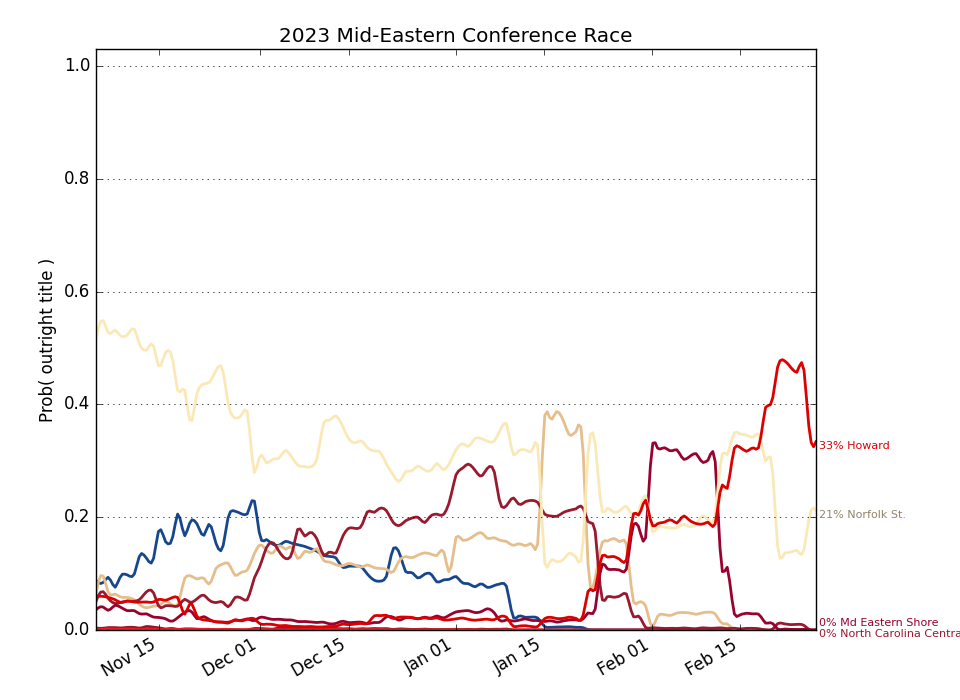 2023 Mid-Eastern Conference Race
Prob( outright title )
1.0
0.8
0.6
0.4
0.2
0.0
Nov 15
Dec 01
Dec 15
Jan 01
Jan 15
Feb 01
Feb 15
33% Howard
21% Norfolk St.
0% Md Eastern Shore
0% North Carolina Centra